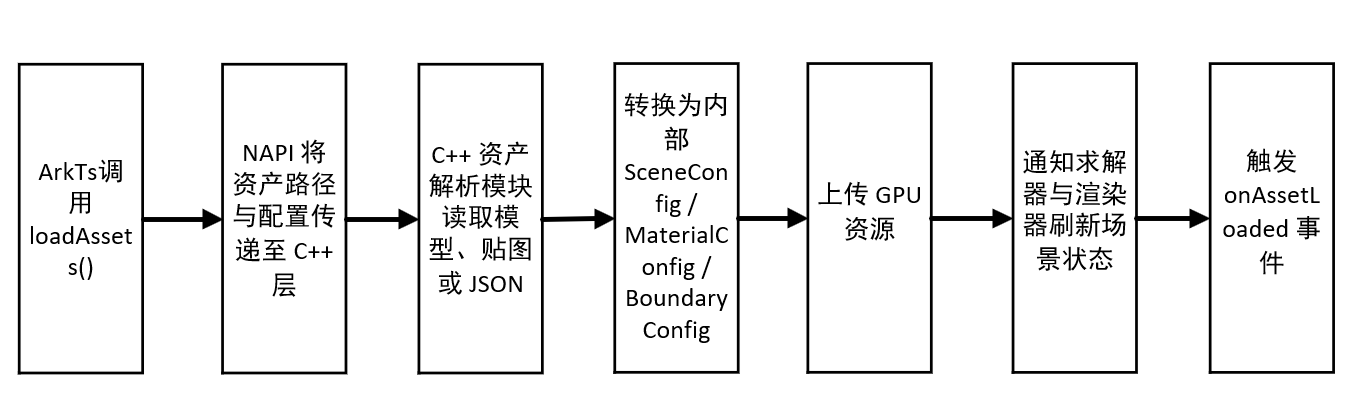 ArkTs调
用
loadAsset
s()
NAPI 将
资产路径
与配置传
递至 C++
层
C++ 资产
解析模块
读取模
型、贴图
或 JSON
转换为内
部
SceneCon
fig /
MaterialC
onfig /
Boundary
Config
上传 GPU
资源
通知求解
器与渲染
器刷新场
景状态
触发
onAssetL
oaded 事
件